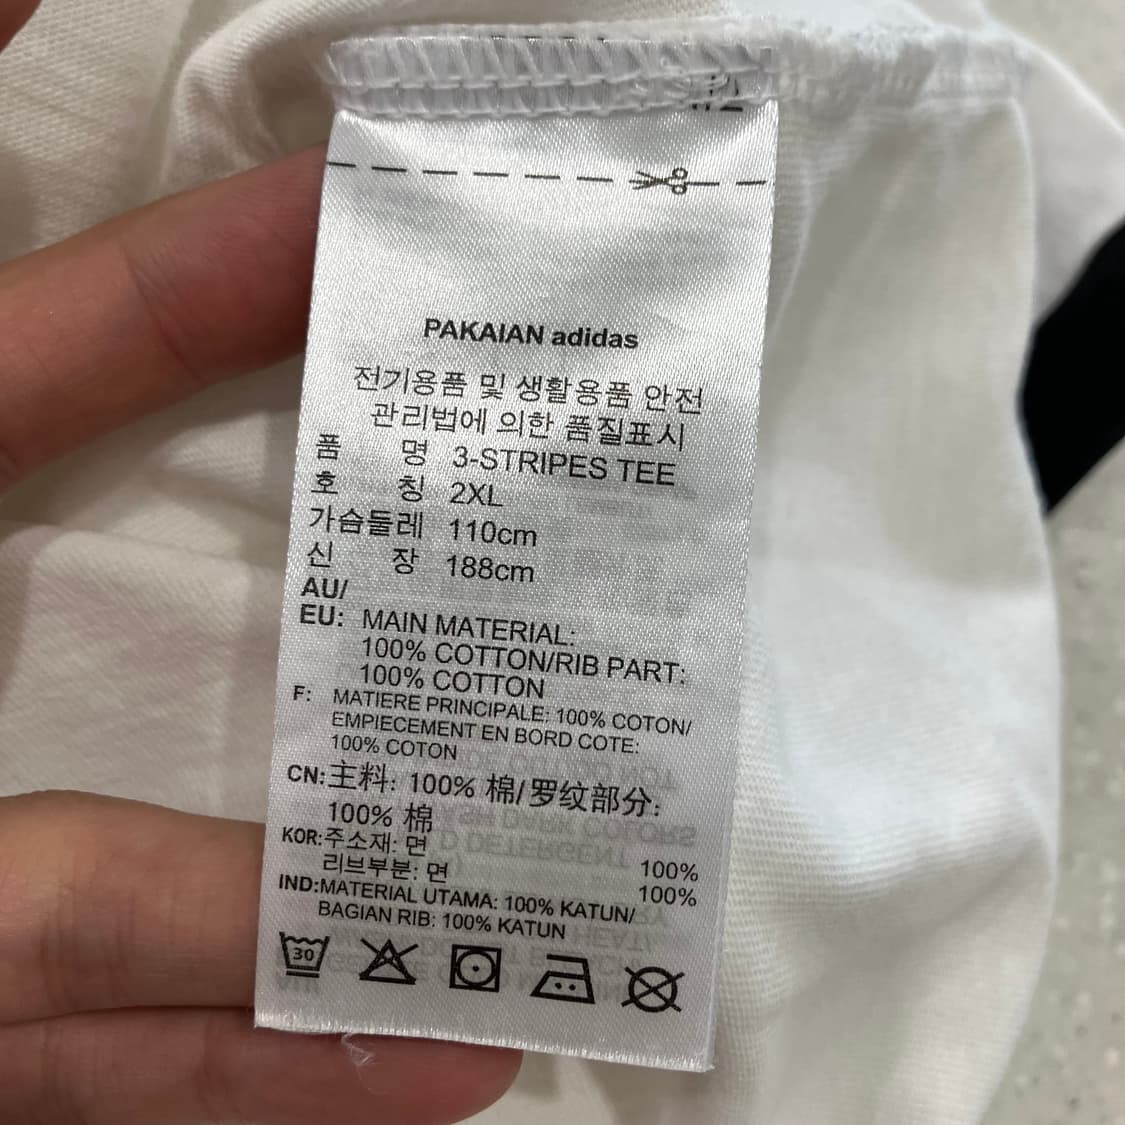 PAKAIAN adidas
전기용품 및 생활용품 안전
관리법에 의한 품질표시
품 명 3-STRIPES TEE
호 칭 2XL
가슴둘레 110cm
신 장 188cm
AU/
EU: MAIN MATERIAL:
100% COTTON/RIB PART:
100% COTTON
F: MATIERE PRINCIPALE: 100% COTON/
EMPIECEMENT EN BORD COTE:
100% COTON
CN:主料: 100% 棉/罗纹部分:
100% 棉
KOR:주소재: 면 100%
리브부분: 면 100%
IND:MATERIAL UTAMA: 100% KATUN/
BAGIAN RIB: 100% KATUN
30